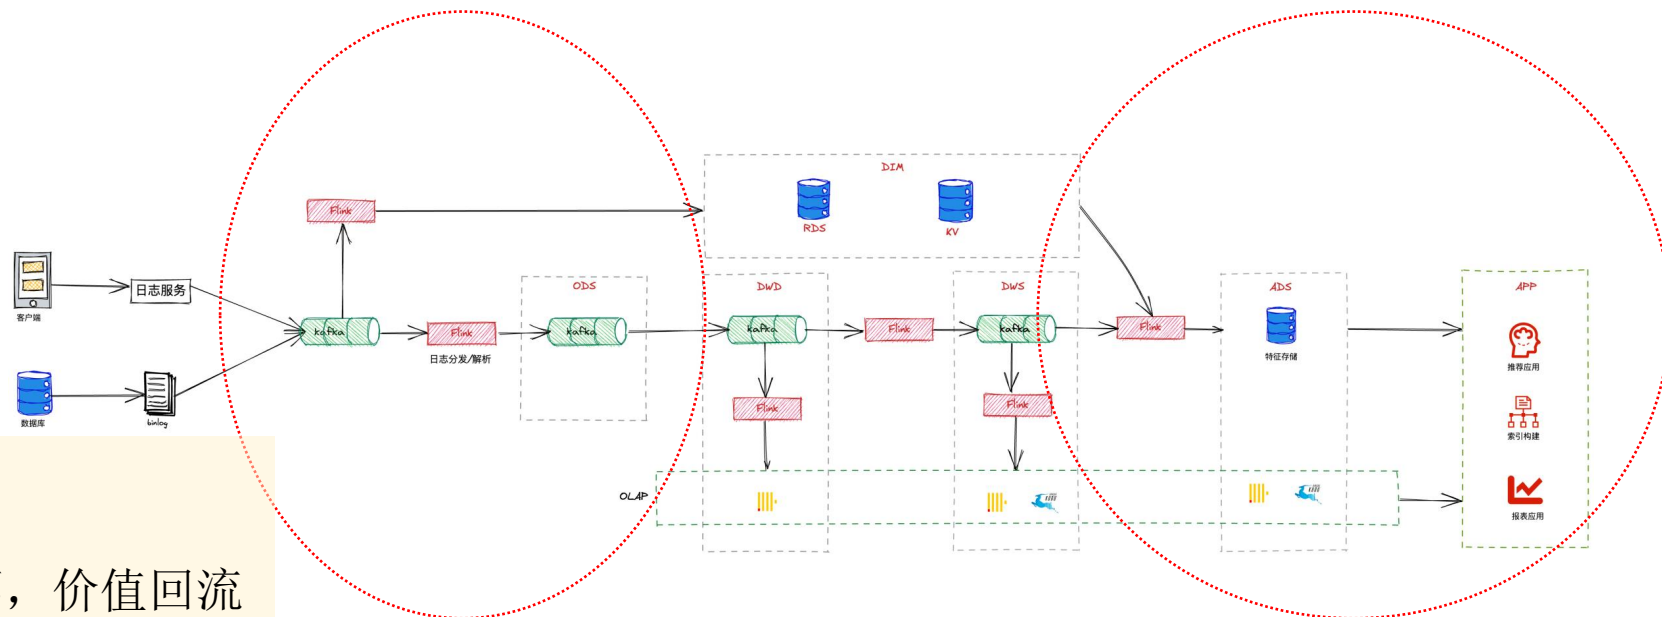 DIM
Flink
RDS
KV
客户端
日志服务
ODS
DWD
DWS
ADS
APP
kafka
Flink
日志分发/解析
kafka
kafka
Flink
kafka
Flink
特征存储
推荐应用
数据库
binlog
Flink
Flink
索引构建
OLAP
报表应用
，价值回流